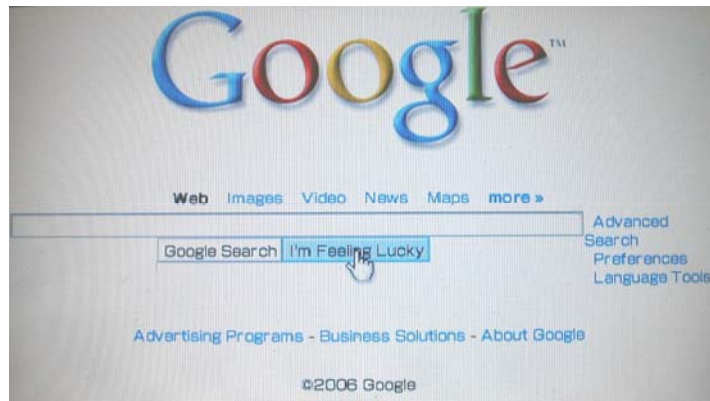 Google™
Web Images Video News Maps more »
Advanced
Search
Preferences
Language Tools
Google Search I'm Feeling Lucky
Advertising Programs - Business Solutions - About Google
©2006 Google